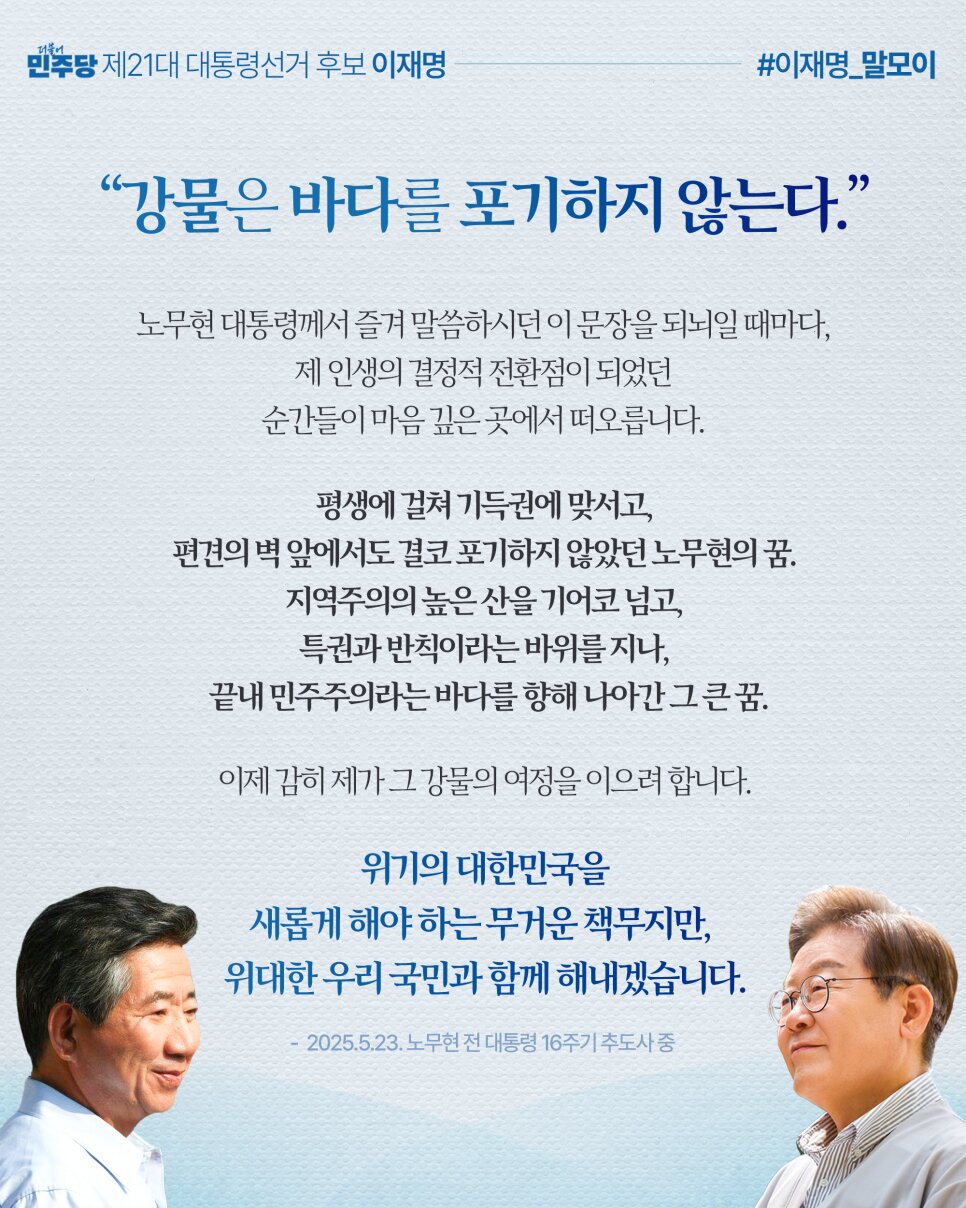 더불어
민주당 제21대 대통령선거 후보 이재명 #이재명_말모이
“강물은 바다를 포기하지 않는다.”
노무현 대통령께서 즐겨 말씀하시던 이 문장을 되뇌일 때마다,
제 인생의 결정적 전환점이 되었던
순간들이 마음 깊은 곳에서 떠오릅니다.
평생에 걸쳐 기득권에 맞서고,
편견의 벽 앞에서도 결코 포기하지 않았던 노무현의 꿈.
지역주의의 높은 산을 기어코 넘고,
특권과 반칙이라는 바위를 지나,
끝내 민주주의라는 바다를 향해 나아간 그 큰 꿈.
이제 감히 제가 그 강물의 여정을 이으려 합니다.
위기의 대한민국을
새롭게 해야 하는 무거운 책무지만,
위대한 우리 국민과 함께 해내겠습니다.
- 2025.5.23. 노무현 전 대통령 16주기 추도사 중